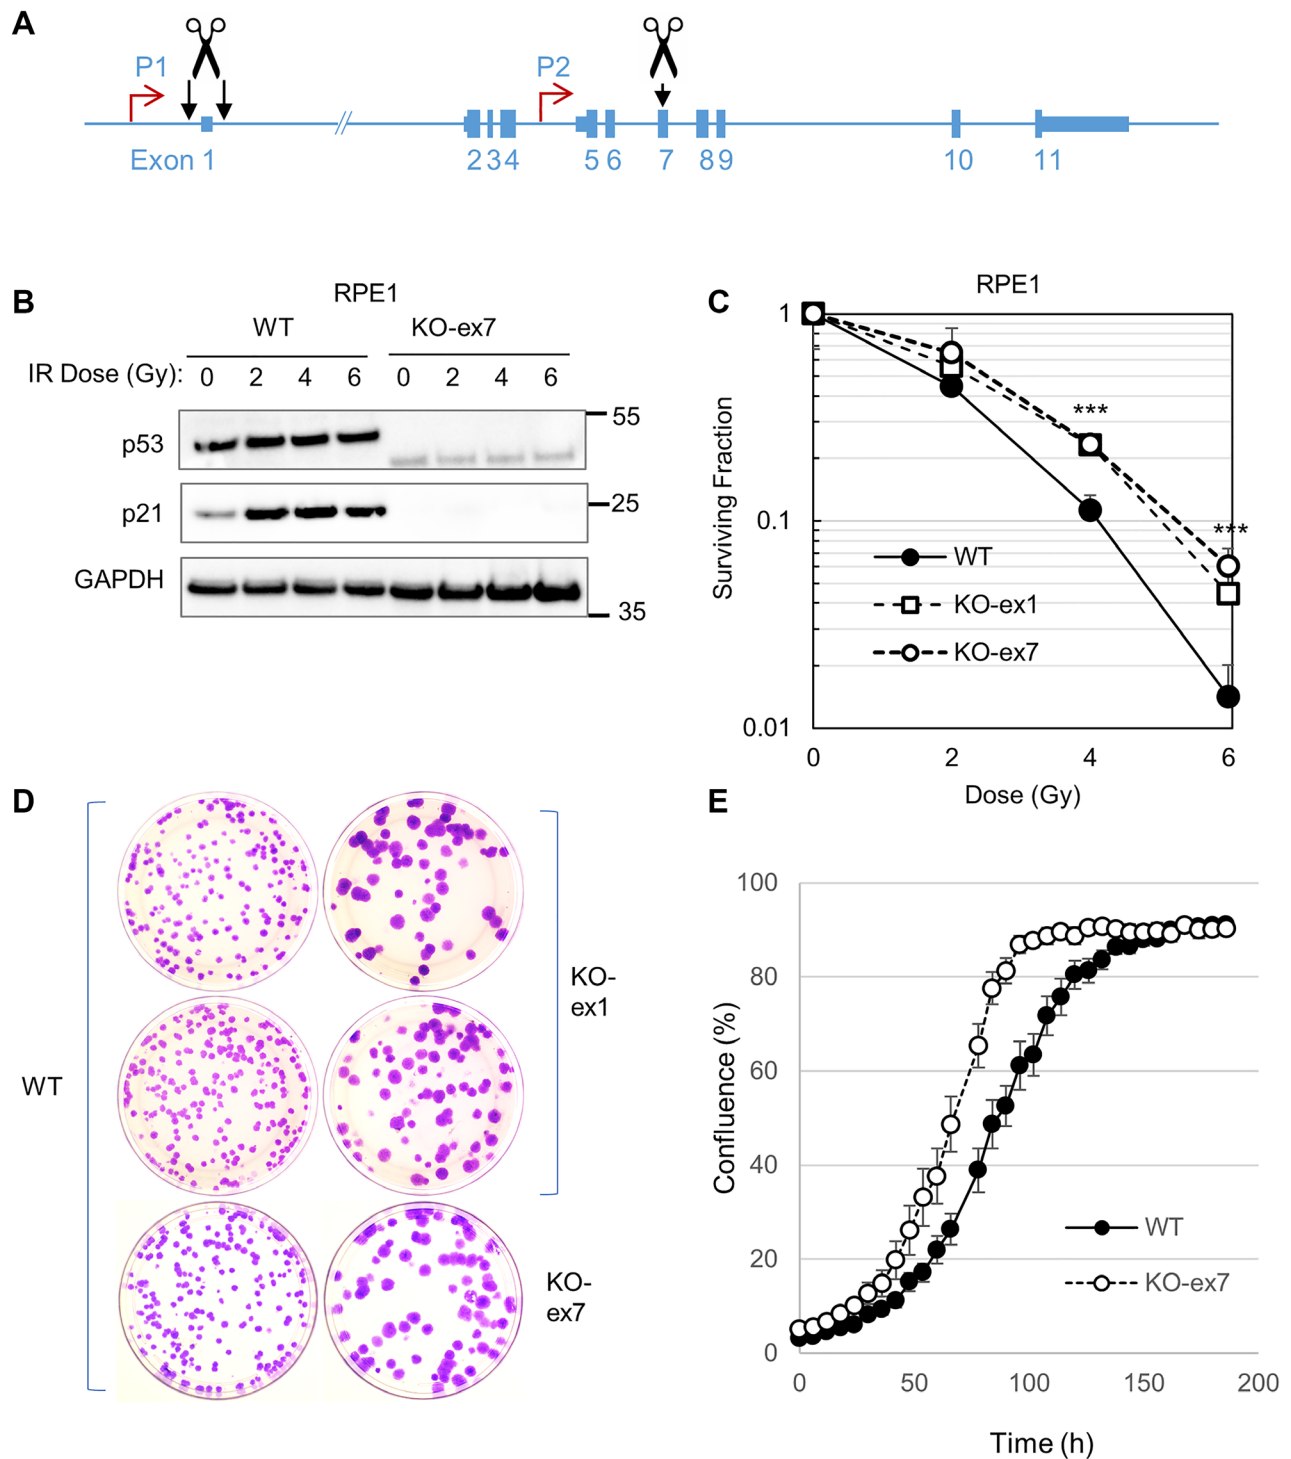 A
P1
P2
Exon 1
2 3 4
5 6
7
8 9
10
11
B
RPE1
WT
KO-ex7
IR Dose (Gy): 0 2 4 6 0 2 4 6
p53
55
p21
25
GAPDH
35
C
RPE1
1
0.1
0.01
Surviving Fraction
***
***
WT
KO-ex1
KO-ex7
0 2 4 6
Dose (Gy)
D
WT
KO-
ex1
KO-
ex7
E
100
80
60
40
20
0
Confluence (%)
WT
KO-ex7
0 50 100 150 200
Time (h)